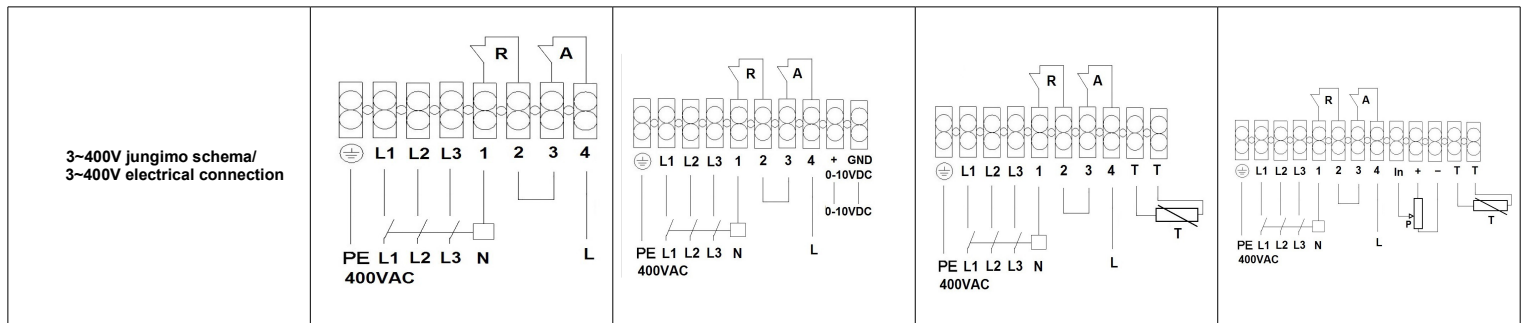 3~400V jungimo schema/
3~400V electrical connection
R A
L1 L2 L3 1 2 3 4
PE L1 L2 L3 N L
400VAC
R A
L1 L2 L3 1 2 3 4 + GND
0-10VDC
0-10VDC
PE L1 L2 L3 N L
400VAC
R A
L1 L2 L3 1 2 3 4 T T
T
PE L1 L2 L3 N L
400VAC
R A
L1 L2 L3 1 2 3 4 In + – T T
P T
PE L1 L2 L3 N L
400VAC